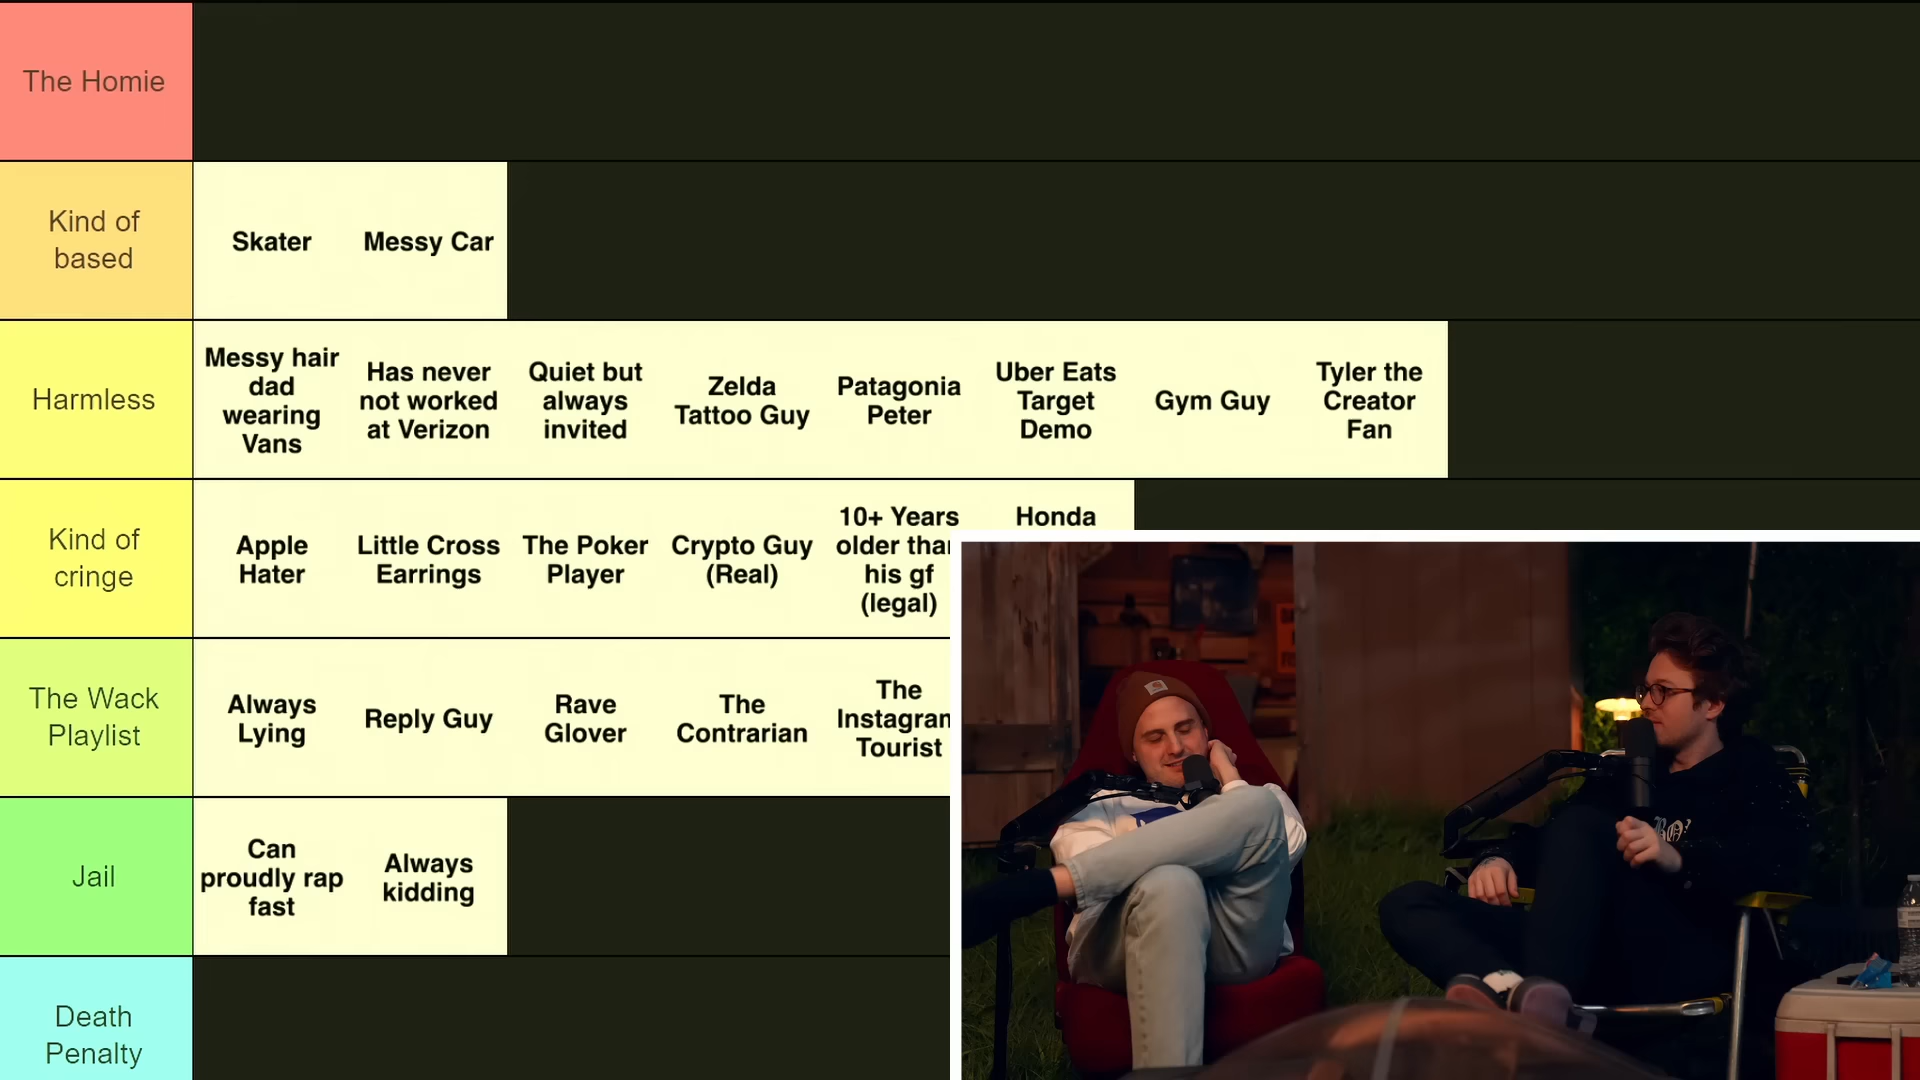 The Homie
Kind of
based
Skater
Messy Car
Harmless
Messy hair
dad
wearing
Vans
Has never
not worked
at Verizon
Quiet but
always
invited
Zelda
Tattoo Guy
Patagonia
Peter
Uber Eats
Target
Demo
Gym Guy
Tyler the
Creator
Fan
Kind of
cringe
Apple
Hater
Little Cross
Earrings
The Poker
Player
Crypto Guy
(Real)
10+ Years
older than
his gf
(legal)
Honda
The Wack
Playlist
Always
Lying
Reply Guy
Rave
Glover
The
Contrarian
The
Instagram
Tourist
Jail
Can
proudly rap
fast
Always
kidding
Death
Penalty